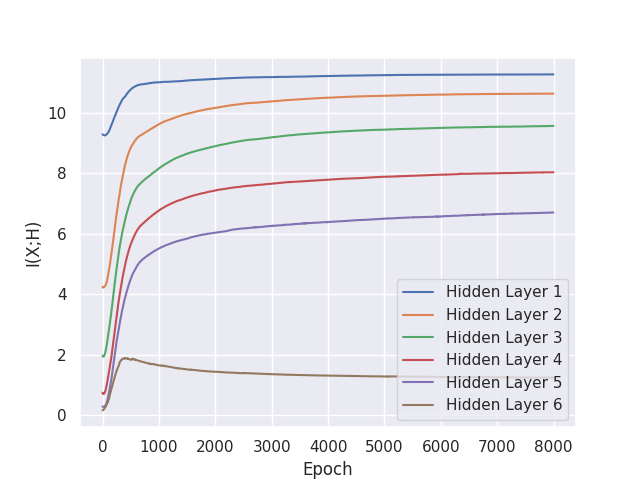 I(X;H)
10
8
6
4
2
0
0 1000 2000 3000 4000 5000 6000 7000 8000
Epoch
Hidden Layer 1
Hidden Layer 2
Hidden Layer 3
Hidden Layer 4
Hidden Layer 5
Hidden Layer 6